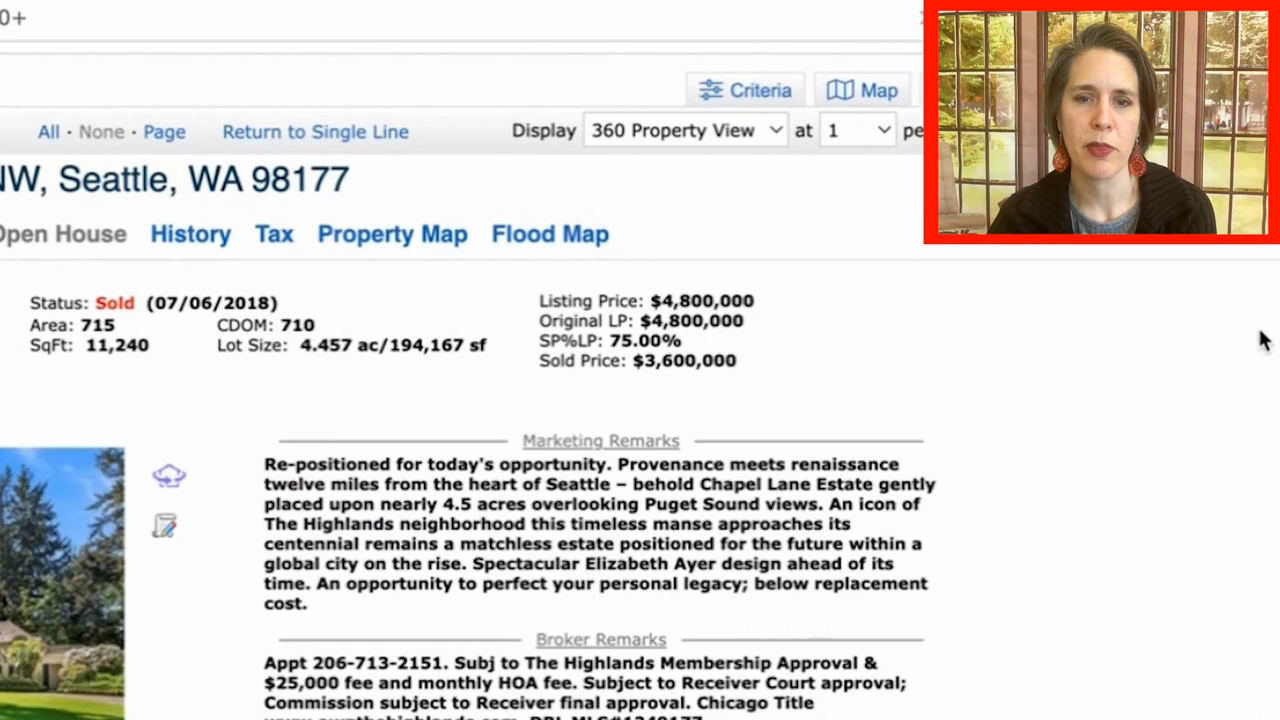 0+
Criteria
Map
All · None · Page
Return to Single Line
Display
360 Property View
at
1
pe
NW, Seattle, WA 98177
Open House
History
Tax
Property Map
Flood Map
Status: Sold (07/06/2018)
Area: 715
CDOM: 710
SqFt: 11,240
Lot Size: 4.457 ac/194,167 sf
Listing Price: $4,800,000
Original LP: $4,800,000
SP%LP: 75.00%
Sold Price: $3,600,000
Marketing Remarks
Re-positioned for today's opportunity. Provenance meets renaissance
twelve miles from the heart of Seattle – behold Chapel Lane Estate gently
placed upon nearly 4.5 acres overlooking Puget Sound views. An icon of
The Highlands neighborhood this timeless manse approaches its
centennial remains a matchless estate positioned for the future within a
global city on the rise. Spectacular Elizabeth Ayer design ahead of its
time. An opportunity to perfect your personal legacy; below replacement
cost.
Broker Remarks
Appt 206-713-2151. Subj to The Highlands Membership Approval &
$25,000 fee and monthly HOA fee. Subject to Receiver Court approval;
Commission subject to Receiver final approval. Chicago Title